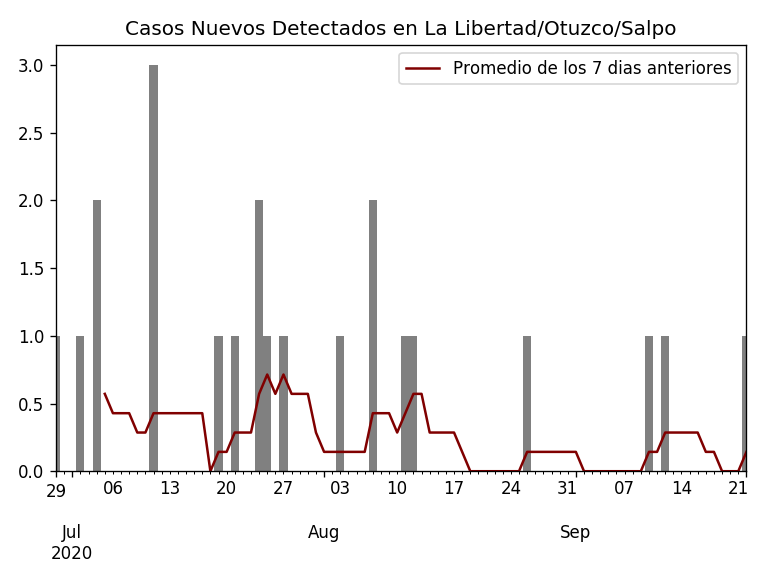 Casos Nuevos Detectados en La Libertad/Otuzco/Salpo
Promedio de los 7 dias anteriores
3.0
2.5
2.0
1.5
1.0
0.5
0.0
29 06 13 20 27 03 10 17 24 31 07 14 21
Jul Aug Sep
2020